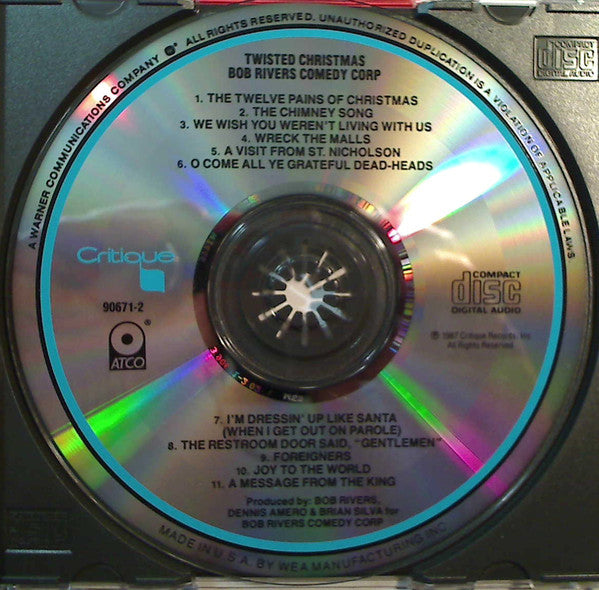 A WARNER COMMUNICATIONS COMPANY ℗® ALL RIGHTS RESERVED. UNAUTHORIZED DUPLICATION IS A VIOLATION OF APPLICABLE LAWS
TWISTED CHRISTMAS
BOB RIVERS COMEDY CORP
1. THE TWELVE PAINS OF CHRISTMAS
2. THE CHIMNEY SONG
3. WE WISH YOU WEREN'T LIVING WITH US
4. WRECK THE MALLS
5. A VISIT FROM ST. NICHOLSON
6. O COME ALL YE GRATEFUL DEAD-HEADS
COMPACT
disc
DIGITAL AUDIO
Critique
90671-2
ATCO®
COMPACT
disc
DIGITAL AUDIO
℗ 1987 Critique Records, Inc.
All Rights Reserved.
7. I'M DRESSIN' UP LIKE SANTA
(WHEN I GET OUT ON PAROLE)
8. THE RESTROOM DOOR SAID, "GENTLEMEN"
9. FOREIGNERS
10. JOY TO THE WORLD
11. A MESSAGE FROM THE KING
Produced by: BOB RIVERS,
DENNIS AMERO & BRIAN SILVA for
BOB RIVERS COMEDY CORP
MADE IN U.S.A. BY WEA MANUFACTURING INC